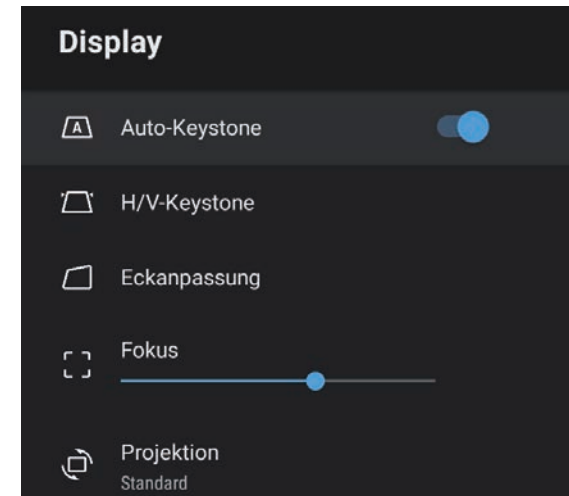 Display
A
Auto-Keystone
H/V-Keystone
Eckanpassung
Fokus
Projektion
Standard